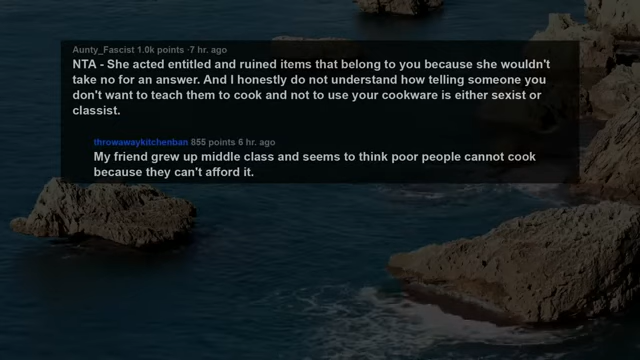 Aunty_Fascist 1.0k points ·7 hr. ago
NTA - She acted entitled and ruined items that belong to you because she wouldn't
take no for an answer. And I honestly do not understand how telling someone you
don't want to teach them to cook and not to use your cookware is either sexist or
classist.
throwawaykitchenban 855 points 6 hr. ago
My friend grew up middle class and seems to think poor people cannot cook
because they can't afford it.